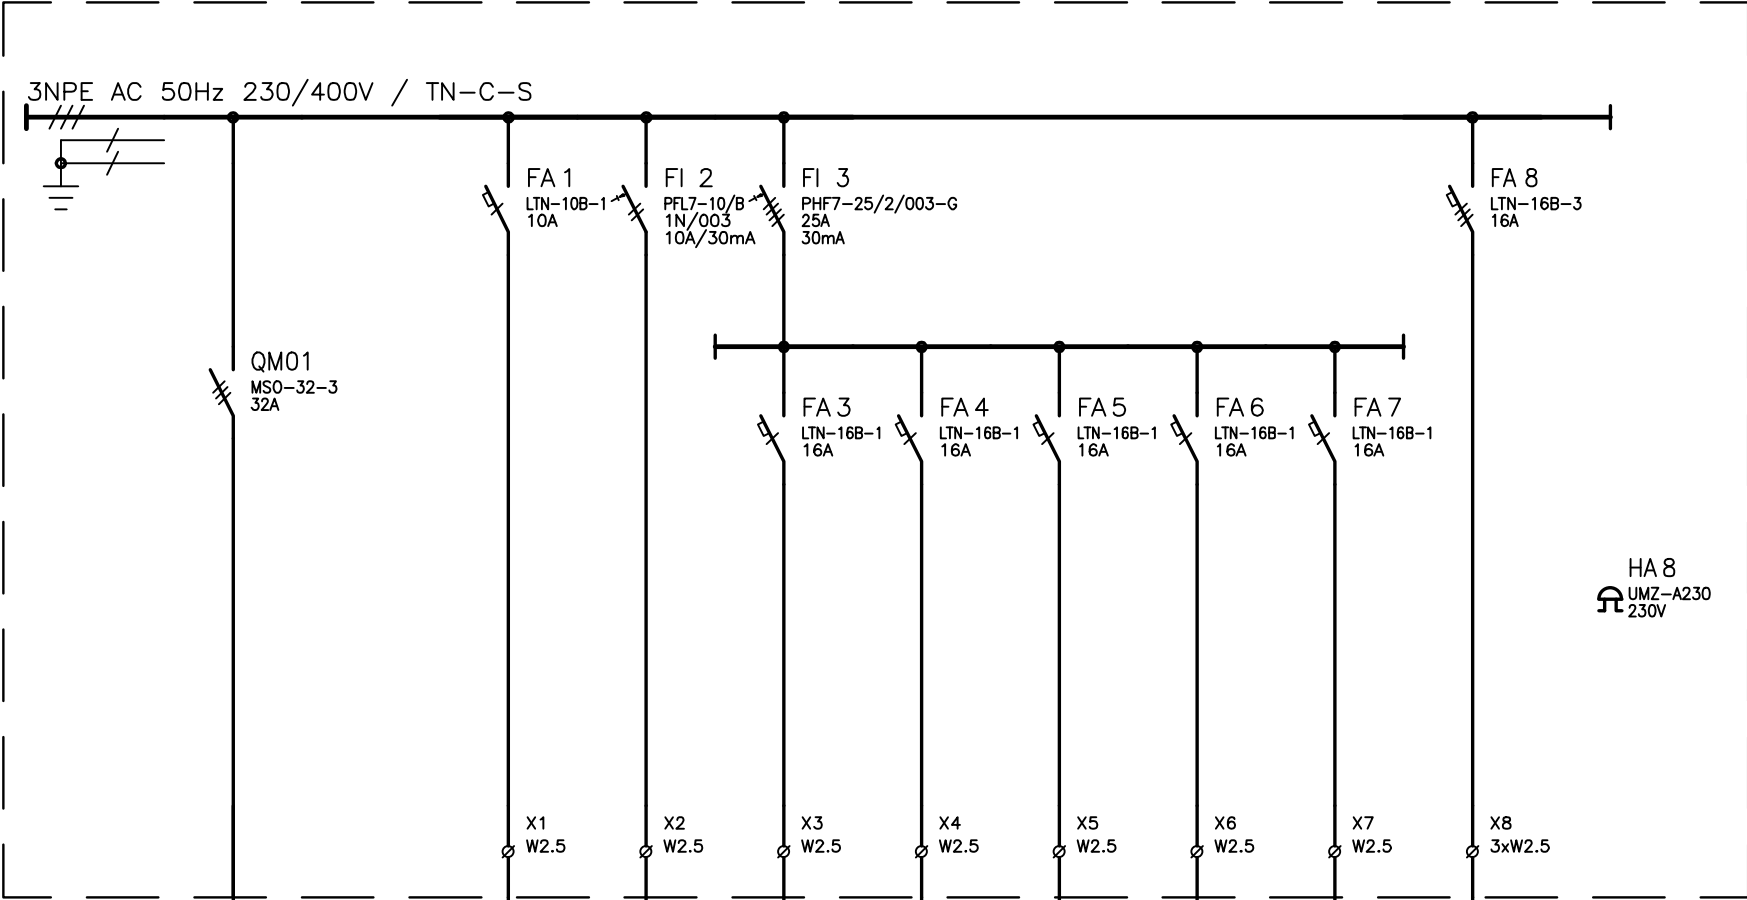 3NPE AC 50Hz 230/400V / TN-C-S
FA 1
LTN-10B-1
10A
FI 2
PFL7-10/B
1N/003
10A/30mA
FI 3
PHF7-25/2/003-G
25A
30mA
FA 8
LTN-16B-3
16A
QM01
MSO-32-3
32A
FA 3
LTN-16B-1
16A
FA 4
LTN-16B-1
16A
FA 5
LTN-16B-1
16A
FA 6
LTN-16B-1
16A
FA 7
LTN-16B-1
16A
HA 8
UMZ-A230
230V
X1
W2.5
X2
W2.5
X3
W2.5
X4
W2.5
X5
W2.5
X6
W2.5
X7
W2.5
X8
3xW2.5